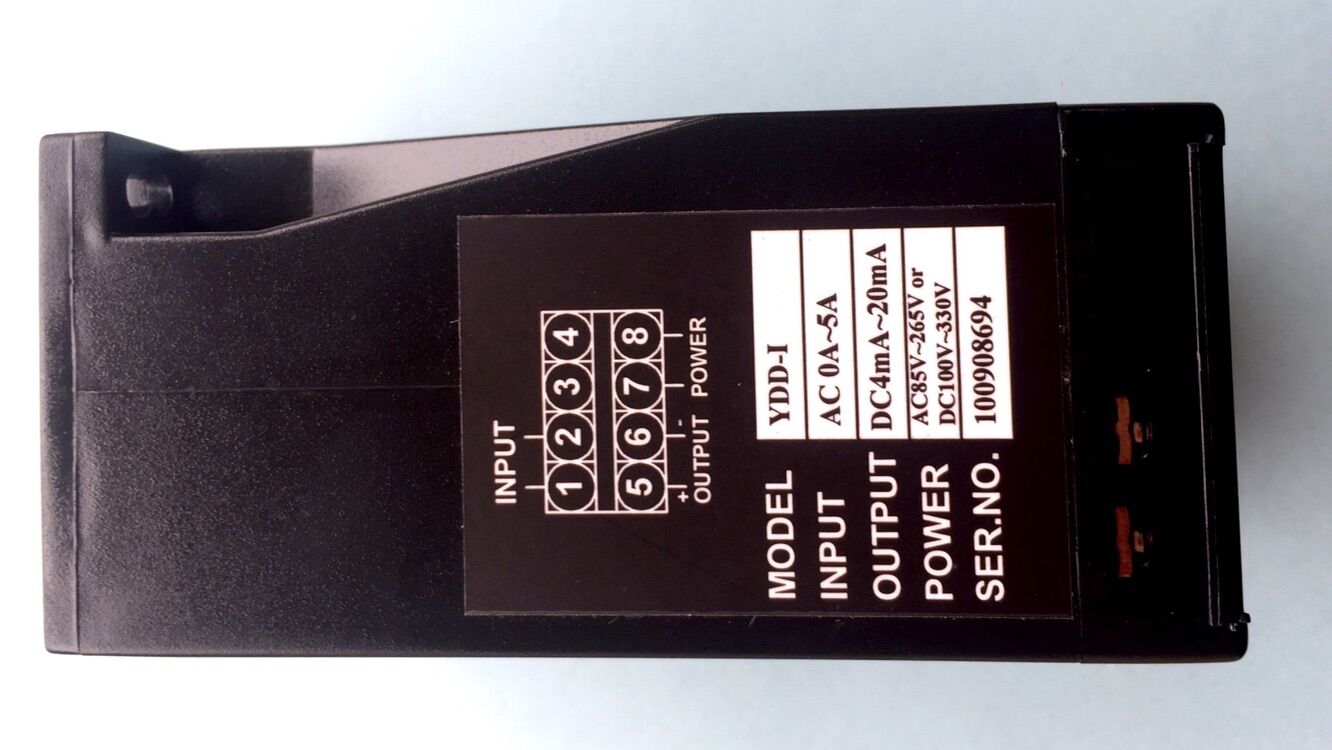 INPUT
1 2 3 4
5 6 7 8
+ -
OUTPUT POWER
MODEL YDD-I
INPUT AC 0A~5A
OUTPUT DC4mA~20mA
POWER AC85V~265V or
DC100V~330V
SER.NO. 100908694